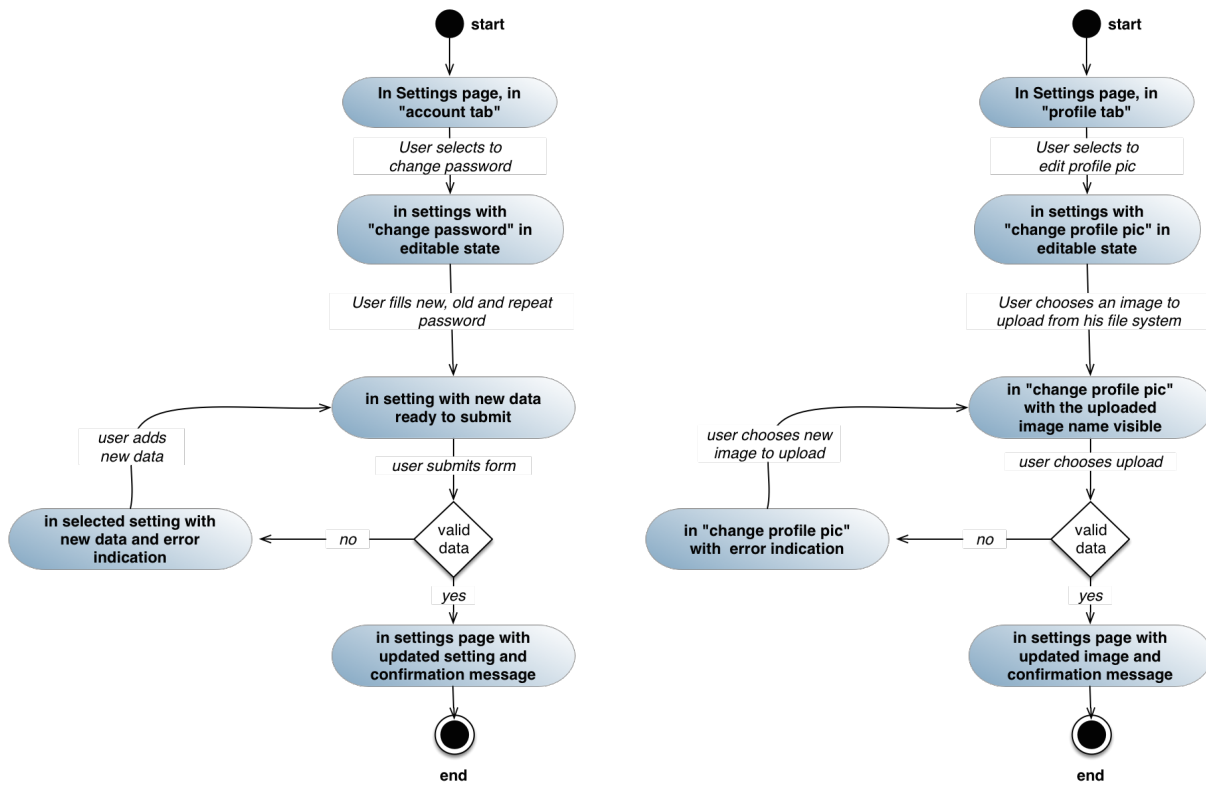 start
In Settings page, in
"account tab"
User selects to
change password
in settings with
"change password" in
editable state
User fills new, old and repeat
password
in setting with new data
ready to submit
user adds
new data
user submits form
in selected setting with
new data and error
indication
no
valid
data
yes
in settings page with
updated setting and
confirmation message
end
start
In Settings page, in
"profile tab"
User selects to
edit profile pic
in settings with
"change profile pic" in
editable state
User chooses an image to
upload from his file system
in "change profile pic"
with the uploaded
image name visible
user chooses new
image to upload
user chooses upload
in "change profile pic"
with error indication
no
valid
data
yes
in settings page with
updated image and
confirmation message
end